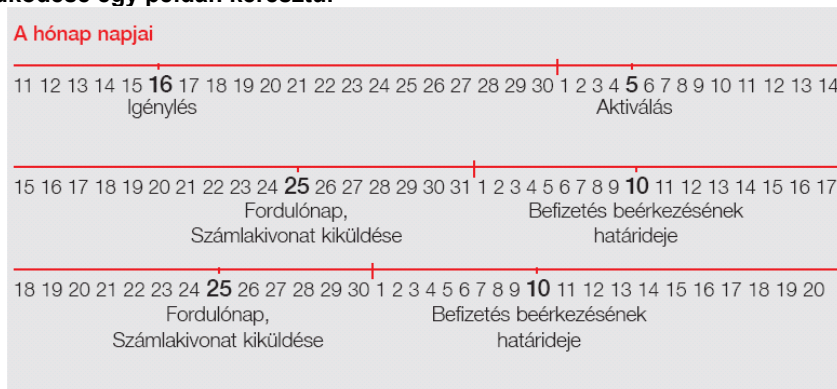 A hónap napjai
11 12 13 14 15 16 17 18 19 20 21 22 23 24 25 26 27 28 29 30 1 2 3 4 5 6 7 8 9 10 11 12 13 14
Igénylés Aktiválás
15 16 17 18 19 20 21 22 23 24 25 26 27 28 29 30 31 1 2 3 4 5 6 7 8 9 10 11 12 13 14 15 16 17
Fordulónap, Befizetés beérkezésének
Számlakivonat kiküldése határideje
18 19 20 21 22 23 24 25 26 27 28 29 30 1 2 3 4 5 6 7 8 9 10 11 12 13 14 15 16 17 18 19 20
Fordulónap, Befizetés beérkezésének
Számlakivonat kiküldése határideje